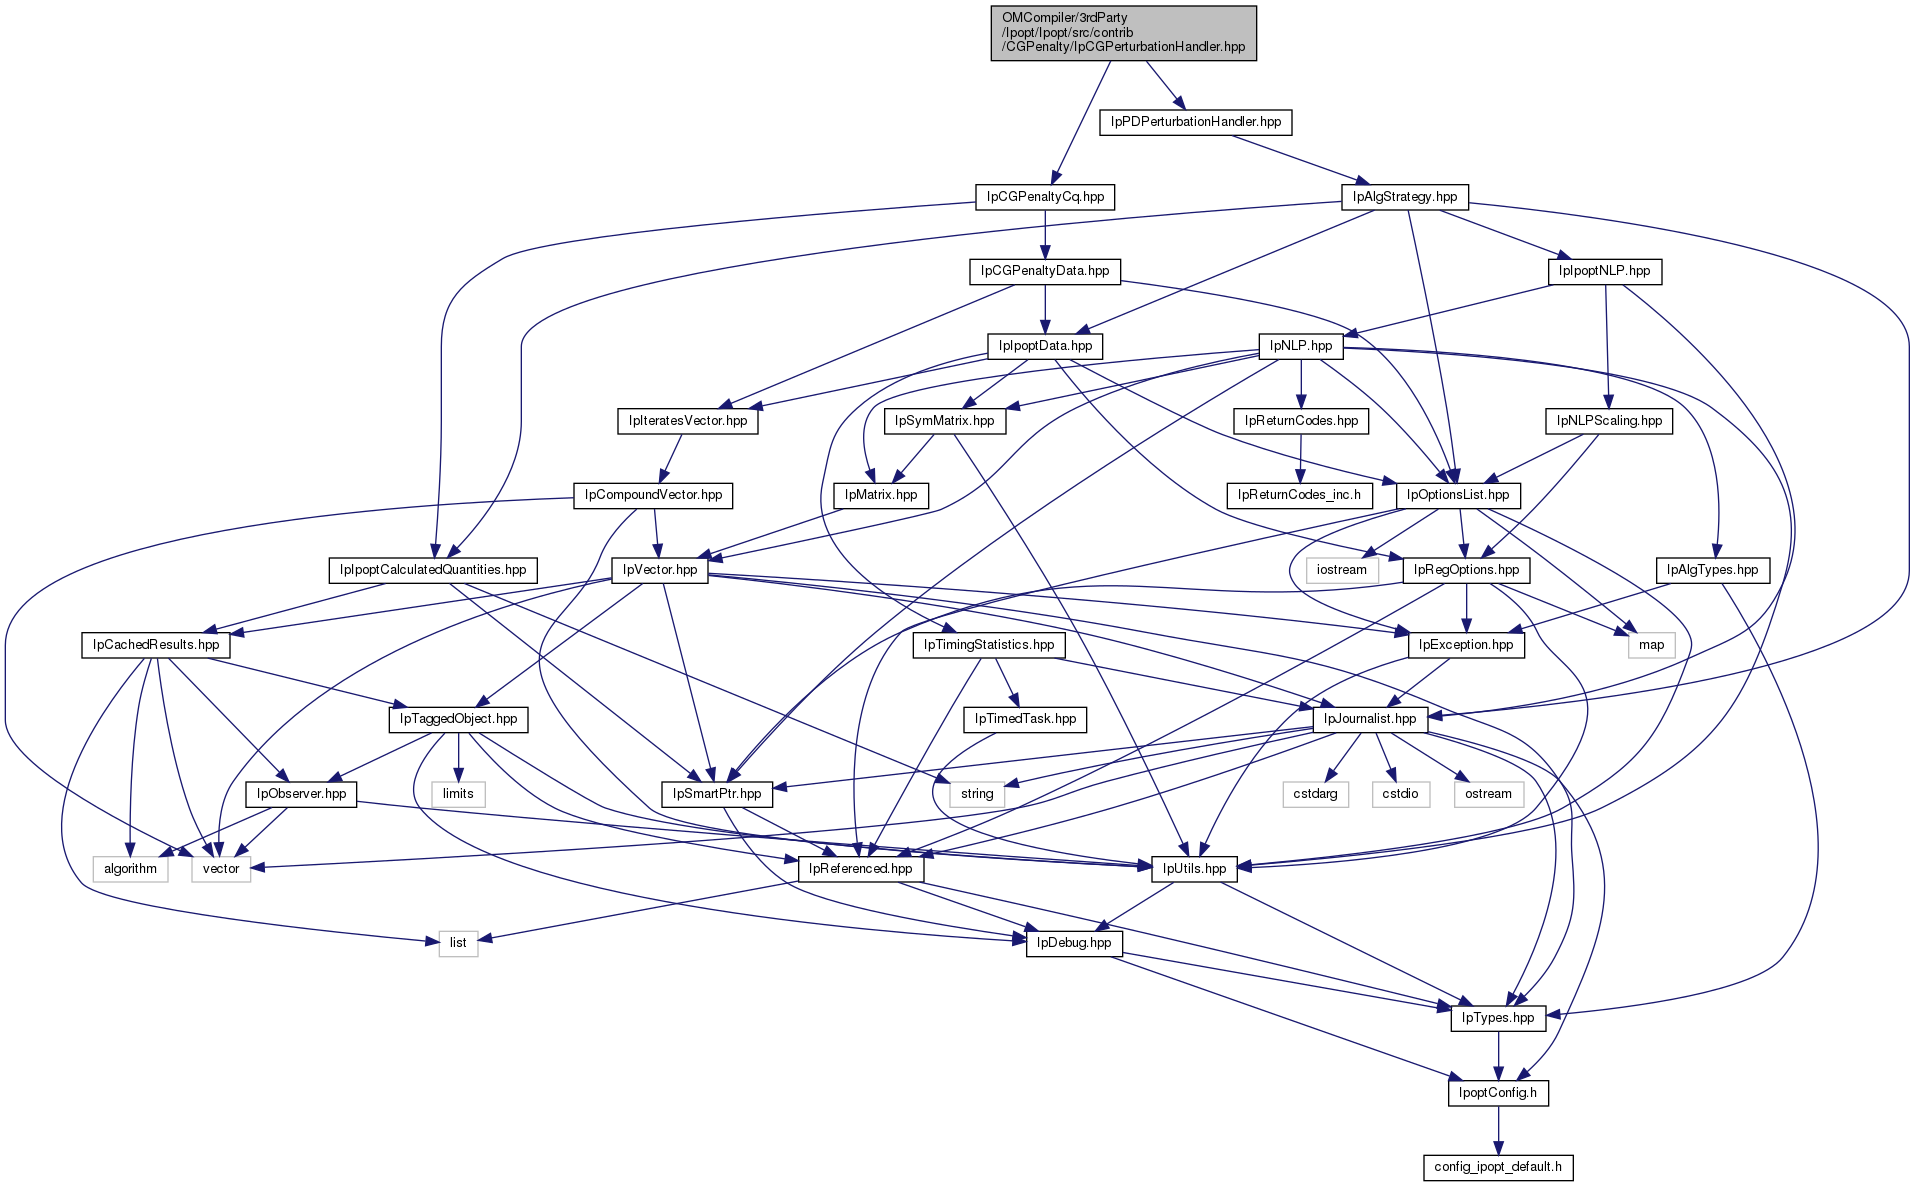 OMCompiler/3rdParty
/Ipopt/Ipopt/src/contrib
/CGPenalty/IpCGPerturbationHandler.hpp
IpPDPerturbationHandler.hpp
IpCGPenaltyCq.hpp
IpAlgStrategy.hpp
IpCGPenaltyData.hpp
IpIpoptNLP.hpp
IpIpoptData.hpp
IpNLP.hpp
IpIteratesVector.hpp
IpSymMatrix.hpp
IpReturnCodes.hpp
IpNLPScaling.hpp
IpCompoundVector.hpp
IpMatrix.hpp
IpReturnCodes_inc.h
IpOptionsList.hpp
IpIpoptCalculatedQuantities.hpp
IpVector.hpp
iostream
IpRegOptions.hpp
IpAlgTypes.hpp
IpCachedResults.hpp
IpTimingStatistics.hpp
IpException.hpp
map
IpTaggedObject.hpp
IpTimedTask.hpp
IpJournalist.hpp
IpObserver.hpp
limits
IpSmartPtr.hpp
string
cstdarg
cstdio
ostream
algorithm
vector
IpReferenced.hpp
IpUtils.hpp
list
IpDebug.hpp
IpTypes.hpp
IpoptConfig.h
config_ipopt_default.h